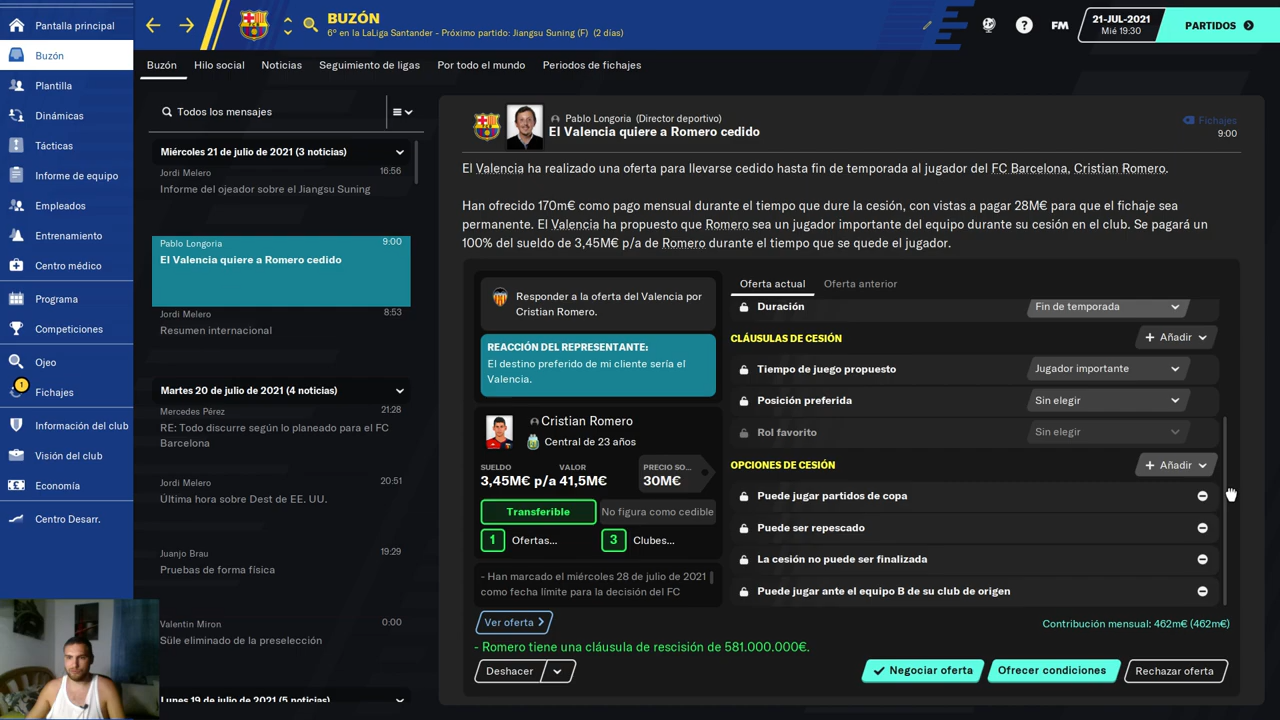 Pantalla principal
Buzón
Plantilla
Dinámicas
Tácticas
Informe de equipo
Empleados
Entrenamiento
Centro médico
Programa
Competiciones
Ojeo
1
Fichajes
Información del club
Visión del club
Economía
Centro Desarr.
BUZÓN
6º en la LaLiga Santander - Próximo partido: Jiangsu Suning (F) (2 días)
?
FM
21-JUL-2021
Mié 19:30
PARTIDOS
Buzón Hilo social Noticias Seguimiento de ligas Por todo el mundo Periodos de fichajes
Todos los mensajes
Miércoles 21 de julio de 2021 (3 noticias)
Jordi Melero 16:56
Informe del ojeador sobre el Jiangsu Suning
Pablo Longoria 9:00
El Valencia quiere a Romero cedido
Jordi Melero 8:53
Resumen internacional
Martes 20 de julio de 2021 (4 noticias)
Mercedes Pérez 21:28
RE: Todo discurre según lo planeado para el FC
Barcelona
Jordi Melero 20:51
Última hora sobre Dest de EE. UU.
Juanjo Brau 19:29
Pruebas de forma física
Valentin Miron 0:00
Süle eliminado de la preselección
Lunes 19 de julio de 2021 (5 noticias)
Pablo Longoria (Director deportivo)
El Valencia quiere a Romero cedido
Fichajes
9:00
El Valencia ha realizado una oferta para llevarse cedido hasta fin de temporada al jugador del FC Barcelona, Cristian Romero.
Han ofrecido 170m€ como pago mensual durante el tiempo que dure la cesión, con vistas a pagar 28M€ para que el fichaje sea
permanente. El Valencia ha propuesto que Romero sea un jugador importante del equipo durante su cesión en el club. Se pagará un
100% del sueldo de 3,45M€ p/a de Romero durante el tiempo que se quede el jugador.
Responder a la oferta del Valencia por
Cristian Romero.
REACCIÓN DEL REPRESENTANTE:
El destino preferido de mi cliente sería el
Valencia.
Cristian Romero
Central de 23 años
SUELDO VALOR PRECIO SO...
3,45M€ p/a 41,5M€ 30M€
Transferible No figura como cedible
1 Ofertas... 3 Clubes...
- Han marcado el miércoles 28 de julio de 2021
como fecha límite para la decisión del FC
Oferta actual Oferta anterior
Duración Fin de temporada
CLÁUSULAS DE CESIÓN + Añadir
Tiempo de juego propuesto Jugador importante
Posición preferida Sin elegir
Rol favorito Sin elegir
OPCIONES DE CESIÓN + Añadir
Puede jugar partidos de copa
Puede ser repescado
La cesión no puede ser finalizada
Puede jugar ante el equipo B de su club de origen
Ver oferta
Contribución mensual: 462m€ (462m€)
- Romero tiene una cláusula de rescisión de 581.000.000€.
Deshacer Negociar oferta Ofrecer condiciones Rechazar oferta